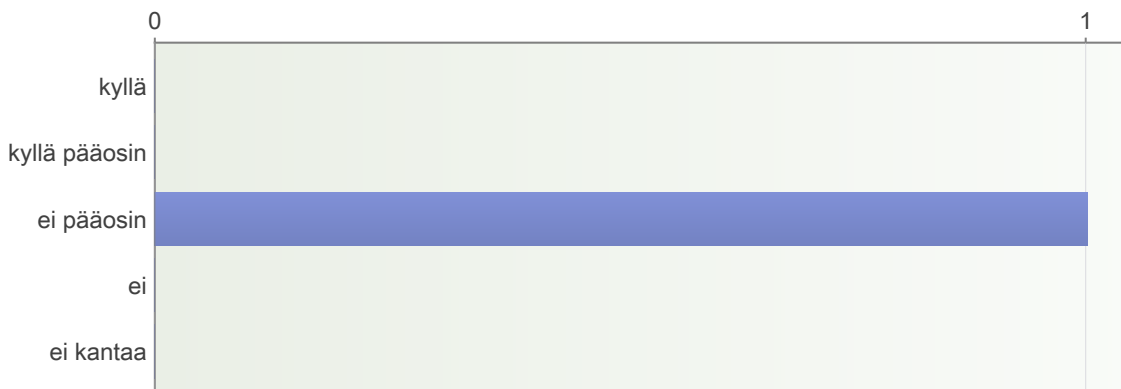 0 1
kyllä
kyllä pääosin
ei pääosin
ei
ei kantaa